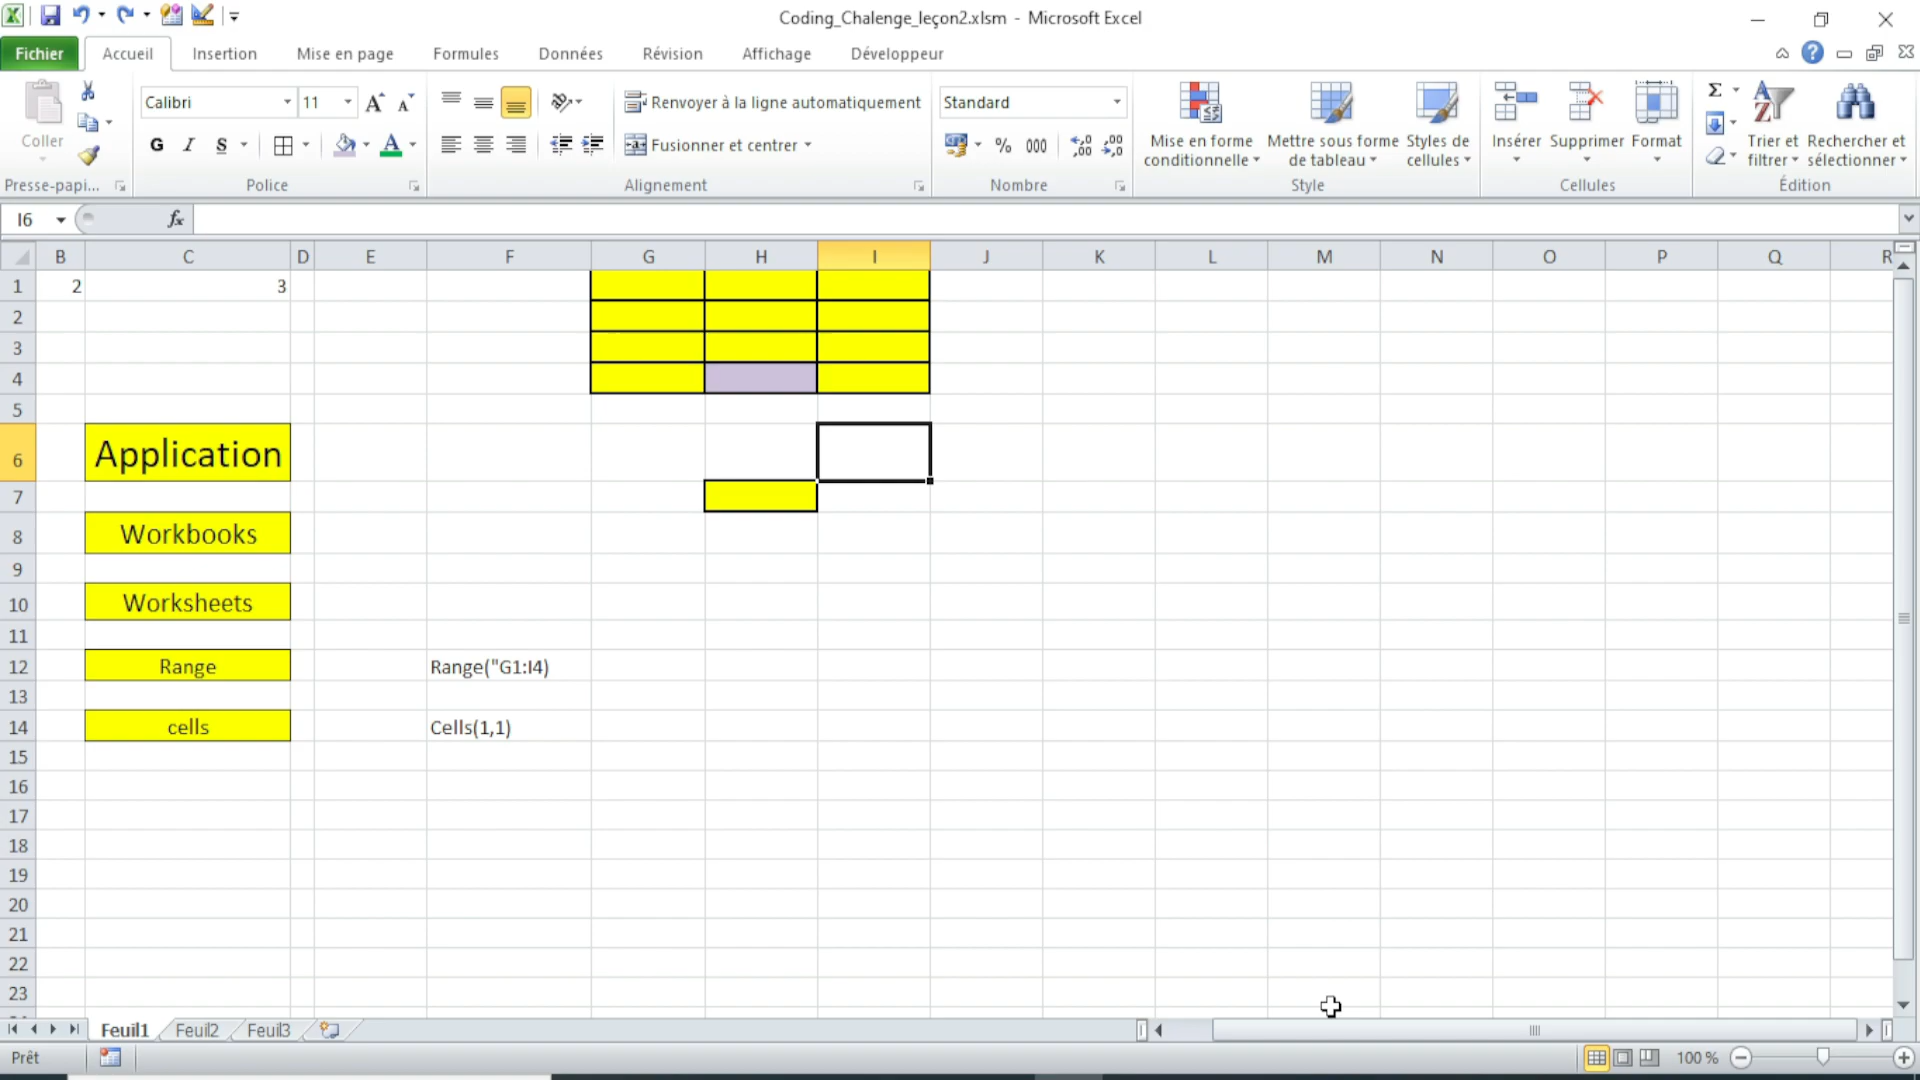 Coding_Chalenge_leçon2.xlsm - Microsoft Excel
Fichier Accueil Insertion Mise en page Formules Données Révision Affichage Développeur
Calibri 11 Renvoyer à la ligne automatiquement Standard
Coller G I S Fusionner et centrer % 000 ,00 ,00
Mise en forme conditionnelle Mettre sous forme de tableau Styles de cellules Insérer Supprimer Format Σ Trier et filtrer Rechercher et sélectionner
Presse-papi... Police Alignement Nombre Style Cellules Édition
I6 fx
B C D E F G H I J K L M N O P Q R
1 2 3
2
3
4
5
6 Application
7
8 Workbooks
9
10 Worksheets
11
12 Range Range("G1:I4)
13
14 cells Cells(1,1)
15
16
17
18
19
20
21
22
23
Feuil1 Feuil2 Feuil3
Prêt 100 %